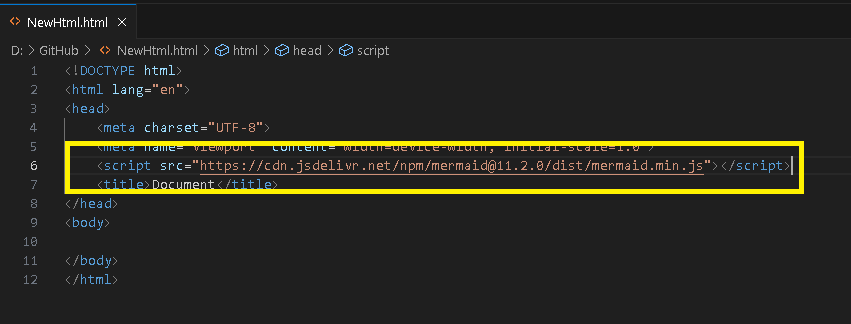 NewHtml.html
D: > GitHub > NewHtml.html > html > head > script
1 <!DOCTYPE html>
2 <html lang="en">
3 <head>
4 <meta charset="UTF-8">
5 <meta name="viewport" content="width=device-width, initial-scale=1.0">
6 <script src="https://cdn.jsdelivr.net/npm/mermaid@11.2.0/dist/mermaid.min.js"></script>
7 <title>Document</title>
8 </head>
9 <body>
10
11 </body>
12 </html>